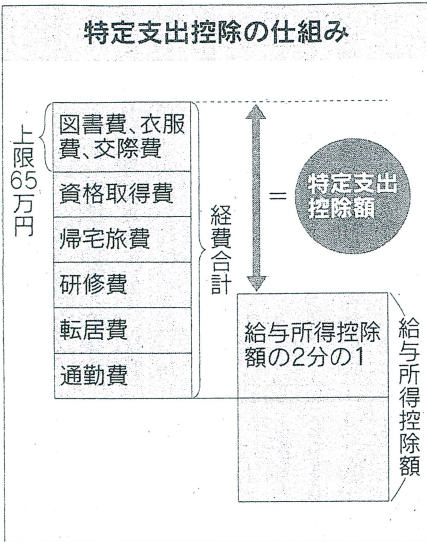 特定支出控除の仕組み
上限65万円
図書費、衣服
費、交際費
資格取得費
帰宅旅費
研修費
転居費
通勤費
経費合計
=
特定支出
控除額
給与所得控除
額の2分の1
給与所得控除額